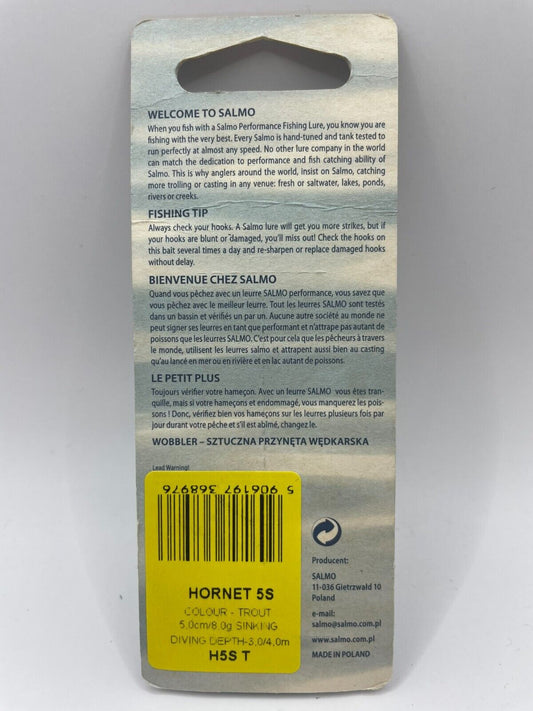 WELCOME TO SALMO
When you fish with a Salmo Performance Fishing Lure, you know you are
fishing with the very best. Every Salmo is hand-tuned and tank tested to
run perfectly at almost any speed. No other lure company in the world
can match the dedication to performance and fish catching ability of
Salmo. This is why anglers around the world, insist on Salmo, catching
more trolling or casting in any venue: fresh or saltwater, lakes, ponds,
rivers or creeks.
FISHING TIP
Always check your hooks. A Salmo lure will get you more strikes, but if
your hooks are blunt or damaged, you'll miss out! Check the hooks on
this bait several times a day and re-sharpen or replace damaged hooks
without delay.
BIENVENUE CHEZ SALMO
Quand vous pêchez avec un leurre SALMO performance, vous savez que
vous pêchez avec le meilleur leurre. Tout les leurres SALMO sont testés
dans un bassin et vérifiés un par un. Aucune autre société au monde ne
peut signer ses leurres en tant que performant et n'attrape pas autant de
poissons que les leurres SALMO. C'est pour cela que les pêcheurs à travers
le monde, utilisent les leurres salmo et attrapent aussi bien au casting
qu'au lancé en mer ou en rivière et en lac autant de poissons.
LE PETIT PLUS
Toujours vérifier votre hameçon. Avec un leurre SALMO vous êtes tran-
quille, mais si votre hameçons et endommagé, vous manquerez les pois-
sons ! Donc, vérifiez bien vos hameçons sur les leurres plusieurs fois par
jour durant votre pêche et s'il est abîmé, changez le.
WOBBLER – SZTUCZNA PRZYNĘTA WĘDKARSKA
Lead Warning!
5 906197 368976
HORNET 5S
COLOUR - TROUT
5,0cm/8,0g SINKING
DIVING DEPTH-3,0/4,0m
H5S T
Producent:
SALMO
11-036 Gietrzwałd 10
Poland
e-mail:
salmo@salmo.com.pl
www.salmo.com.pl
MADE IN POLAND